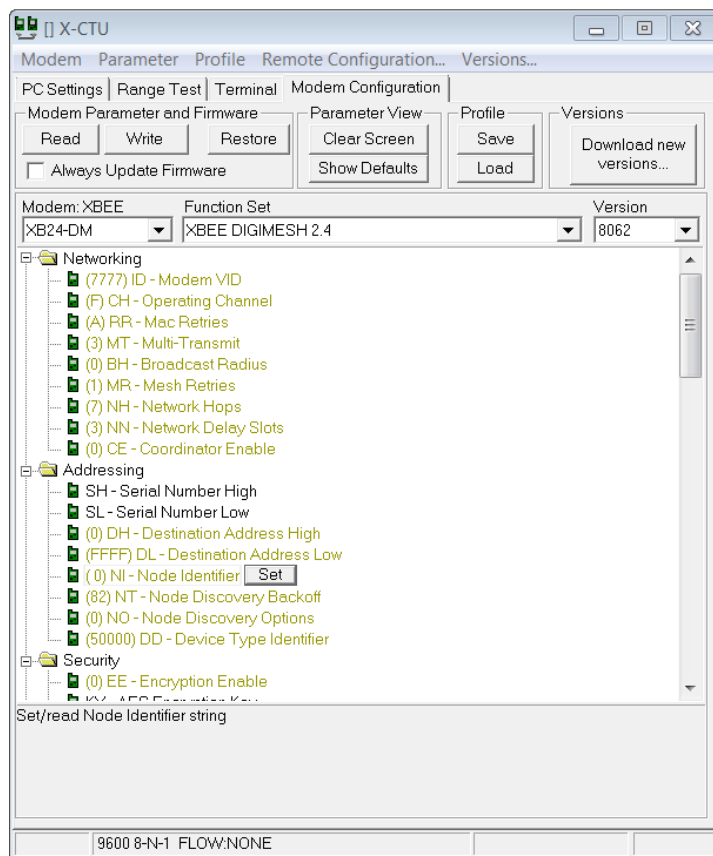 [] X-CTU
Modem Parameter Profile Remote Configuration... Versions...
PC Settings Range Test Terminal Modem Configuration
Modem Parameter and Firmware Parameter View Profile Versions
Read Write Restore Clear Screen Save Download new versions...
Always Update Firmware Show Defaults Load
Modem: XBEE Function Set Version
XB24-DM XBEE DIGIMESH 2.4 8062
Networking
(7777) ID - Modem VID
(F) CH - Operating Channel
(A) RR - Mac Retries
(3) MT - Multi-Transmit
(0) BH - Broadcast Radius
(1) MR - Mesh Retries
(7) NH - Network Hops
(3) NN - Network Delay Slots
(0) CE - Coordinator Enable
Addressing
SH - Serial Number High
SL - Serial Number Low
(0) DH - Destination Address High
(FFFF) DL - Destination Address Low
( 0) NI - Node Identifier Set
(82) NT - Node Discovery Backoff
(0) NO - Node Discovery Options
(50000) DD - Device Type Identifier
Security
(0) EE - Encryption Enable
KY - AES Encryption Key
Set/read Node Identifier string
9600 8-N-1 FLOW:NONE